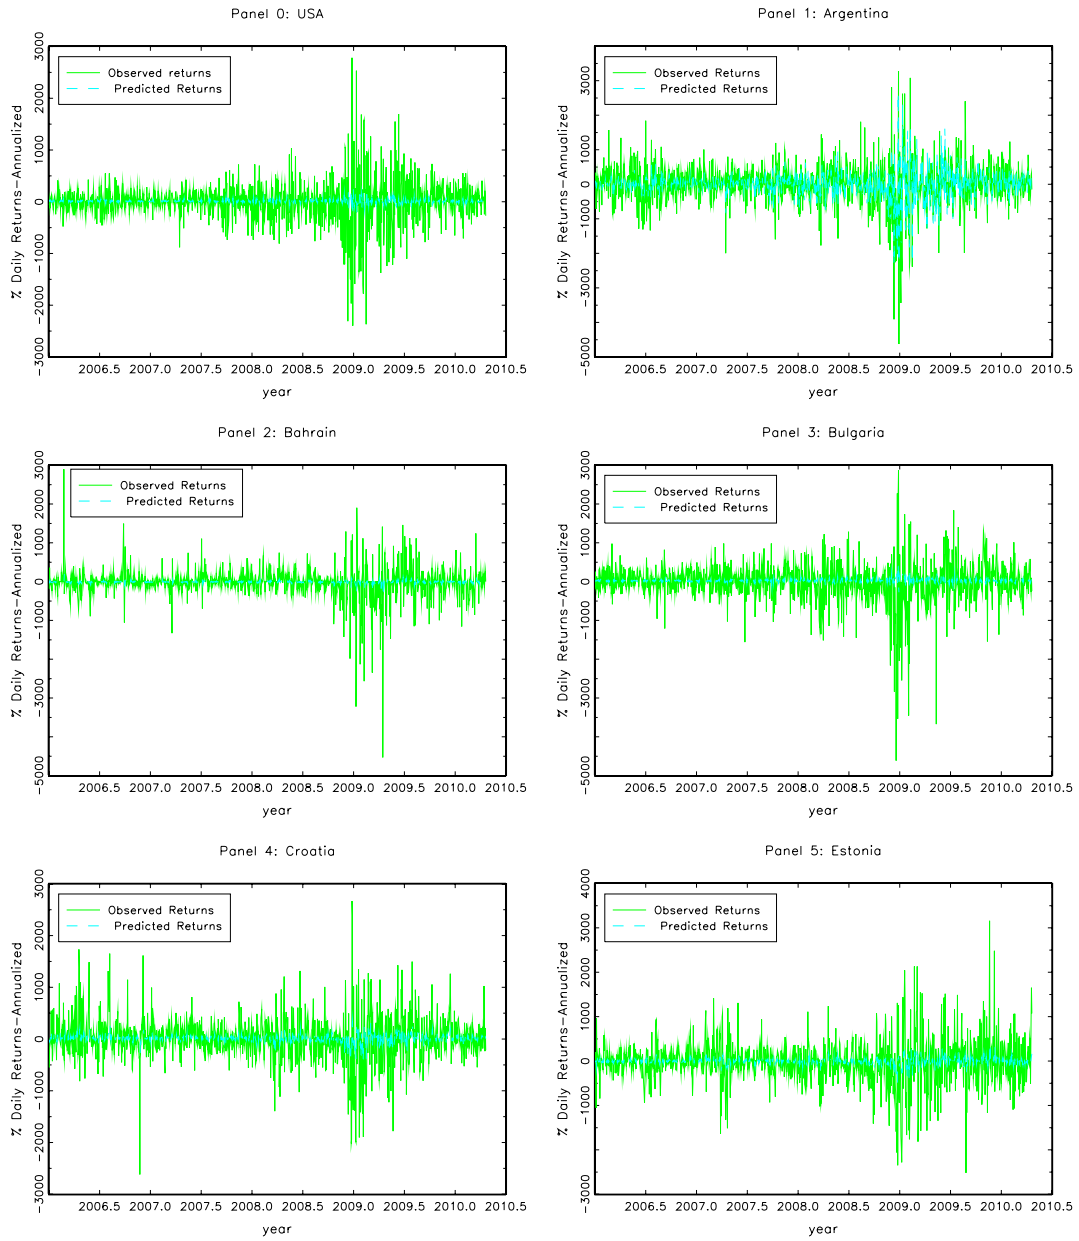 Panel 0: USA
Observed returns
Predicted Returns
% Daily Returns-Annualized
3000
2000
1000
0
-1000
-2000
-3000
2006.5 2007.0 2007.5 2008.0 2008.5 2009.0 2009.5 2010.0 2010.5
year
Panel 1: Argentina
Observed Returns
Predicted Returns
% Daily Returns-Annualized
3000
1000
0
-1000
-3000
-5000
2006.5 2007.0 2007.5 2008.0 2008.5 2009.0 2009.5 2010.0 2010.5
year
Panel 2: Bahrain
Observed Returns
Predicted Returns
% Daily Returns-Annualized
3000
2000
1000
0
-1000
-3000
-5000
2006.5 2007.0 2007.5 2008.0 2008.5 2009.0 2009.5 2010.0 2010.5
year
Panel 3: Bulgaria
Observed Returns
Predicted Returns
% Daily Returns-Annualized
3000
2000
1000
0
-1000
-3000
-5000
2006.5 2007.0 2007.5 2008.0 2008.5 2009.0 2009.5 2010.0 2010.5
year
Panel 4: Croatia
Observed Returns
Predicted Returns
% Daily Returns-Annualized
3000
2000
1000
0
-1000
-2000
-3000
2006.5 2007.0 2007.5 2008.0 2008.5 2009.0 2009.5 2010.0 2010.5
year
Panel 5: Estonia
Observed Returns
Predicted Returns
% Daily Returns-Annualized
4000
3000
2000
1000
0
-1000
-3000
2006.5 2007.0 2007.5 2008.0 2008.5 2009.0 2009.5 2010.0 2010.5
year